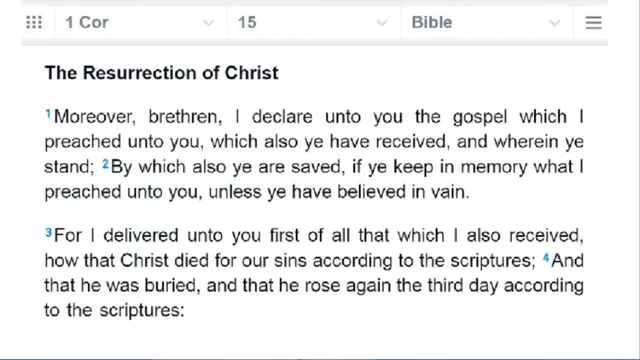 1 Cor 15 Bible
The Resurrection of Christ
1Moreover, brethren, I declare unto you the gospel which I
preached unto you, which also ye have received, and wherein ye
stand; 2By which also ye are saved, if ye keep in memory what I
preached unto you, unless ye have believed in vain.
3For I delivered unto you first of all that which I also received,
how that Christ died for our sins according to the scriptures; 4And
that he was buried, and that he rose again the third day according
to the scriptures: